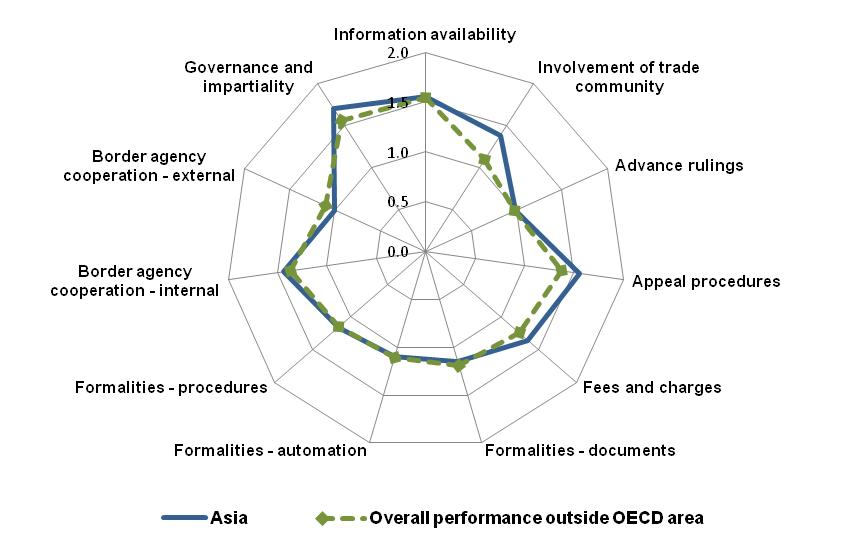 Information availability
2.0
Governance and
impartiality
Involvement of trade
community
1.5
Border agency
cooperation - external
1.0
Advance rulings
0.5
0.0
Border agency
cooperation - internal
Appeal procedures
Formalities - procedures
Fees and charges
Formalities - automation
Formalities - documents
Asia
Overall performance outside OECD area